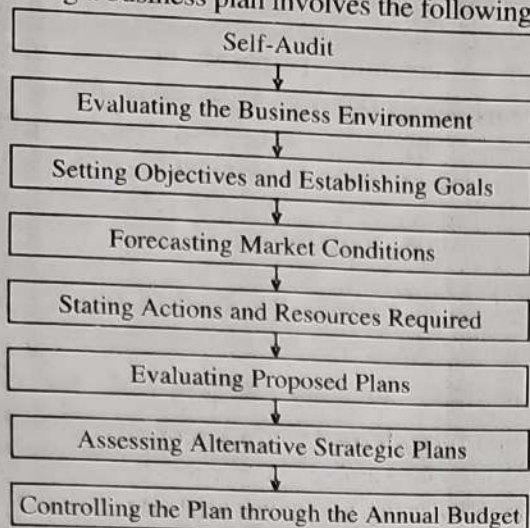 business plan involves the following
Self-Audit
Evaluating the Business Environment
Setting Objectives and Establishing Goals
Forecasting Market Conditions
Stating Actions and Resources Required
Evaluating Proposed Plans
Assessing Alternative Strategic Plans
Controlling the Plan through the Annual Budget